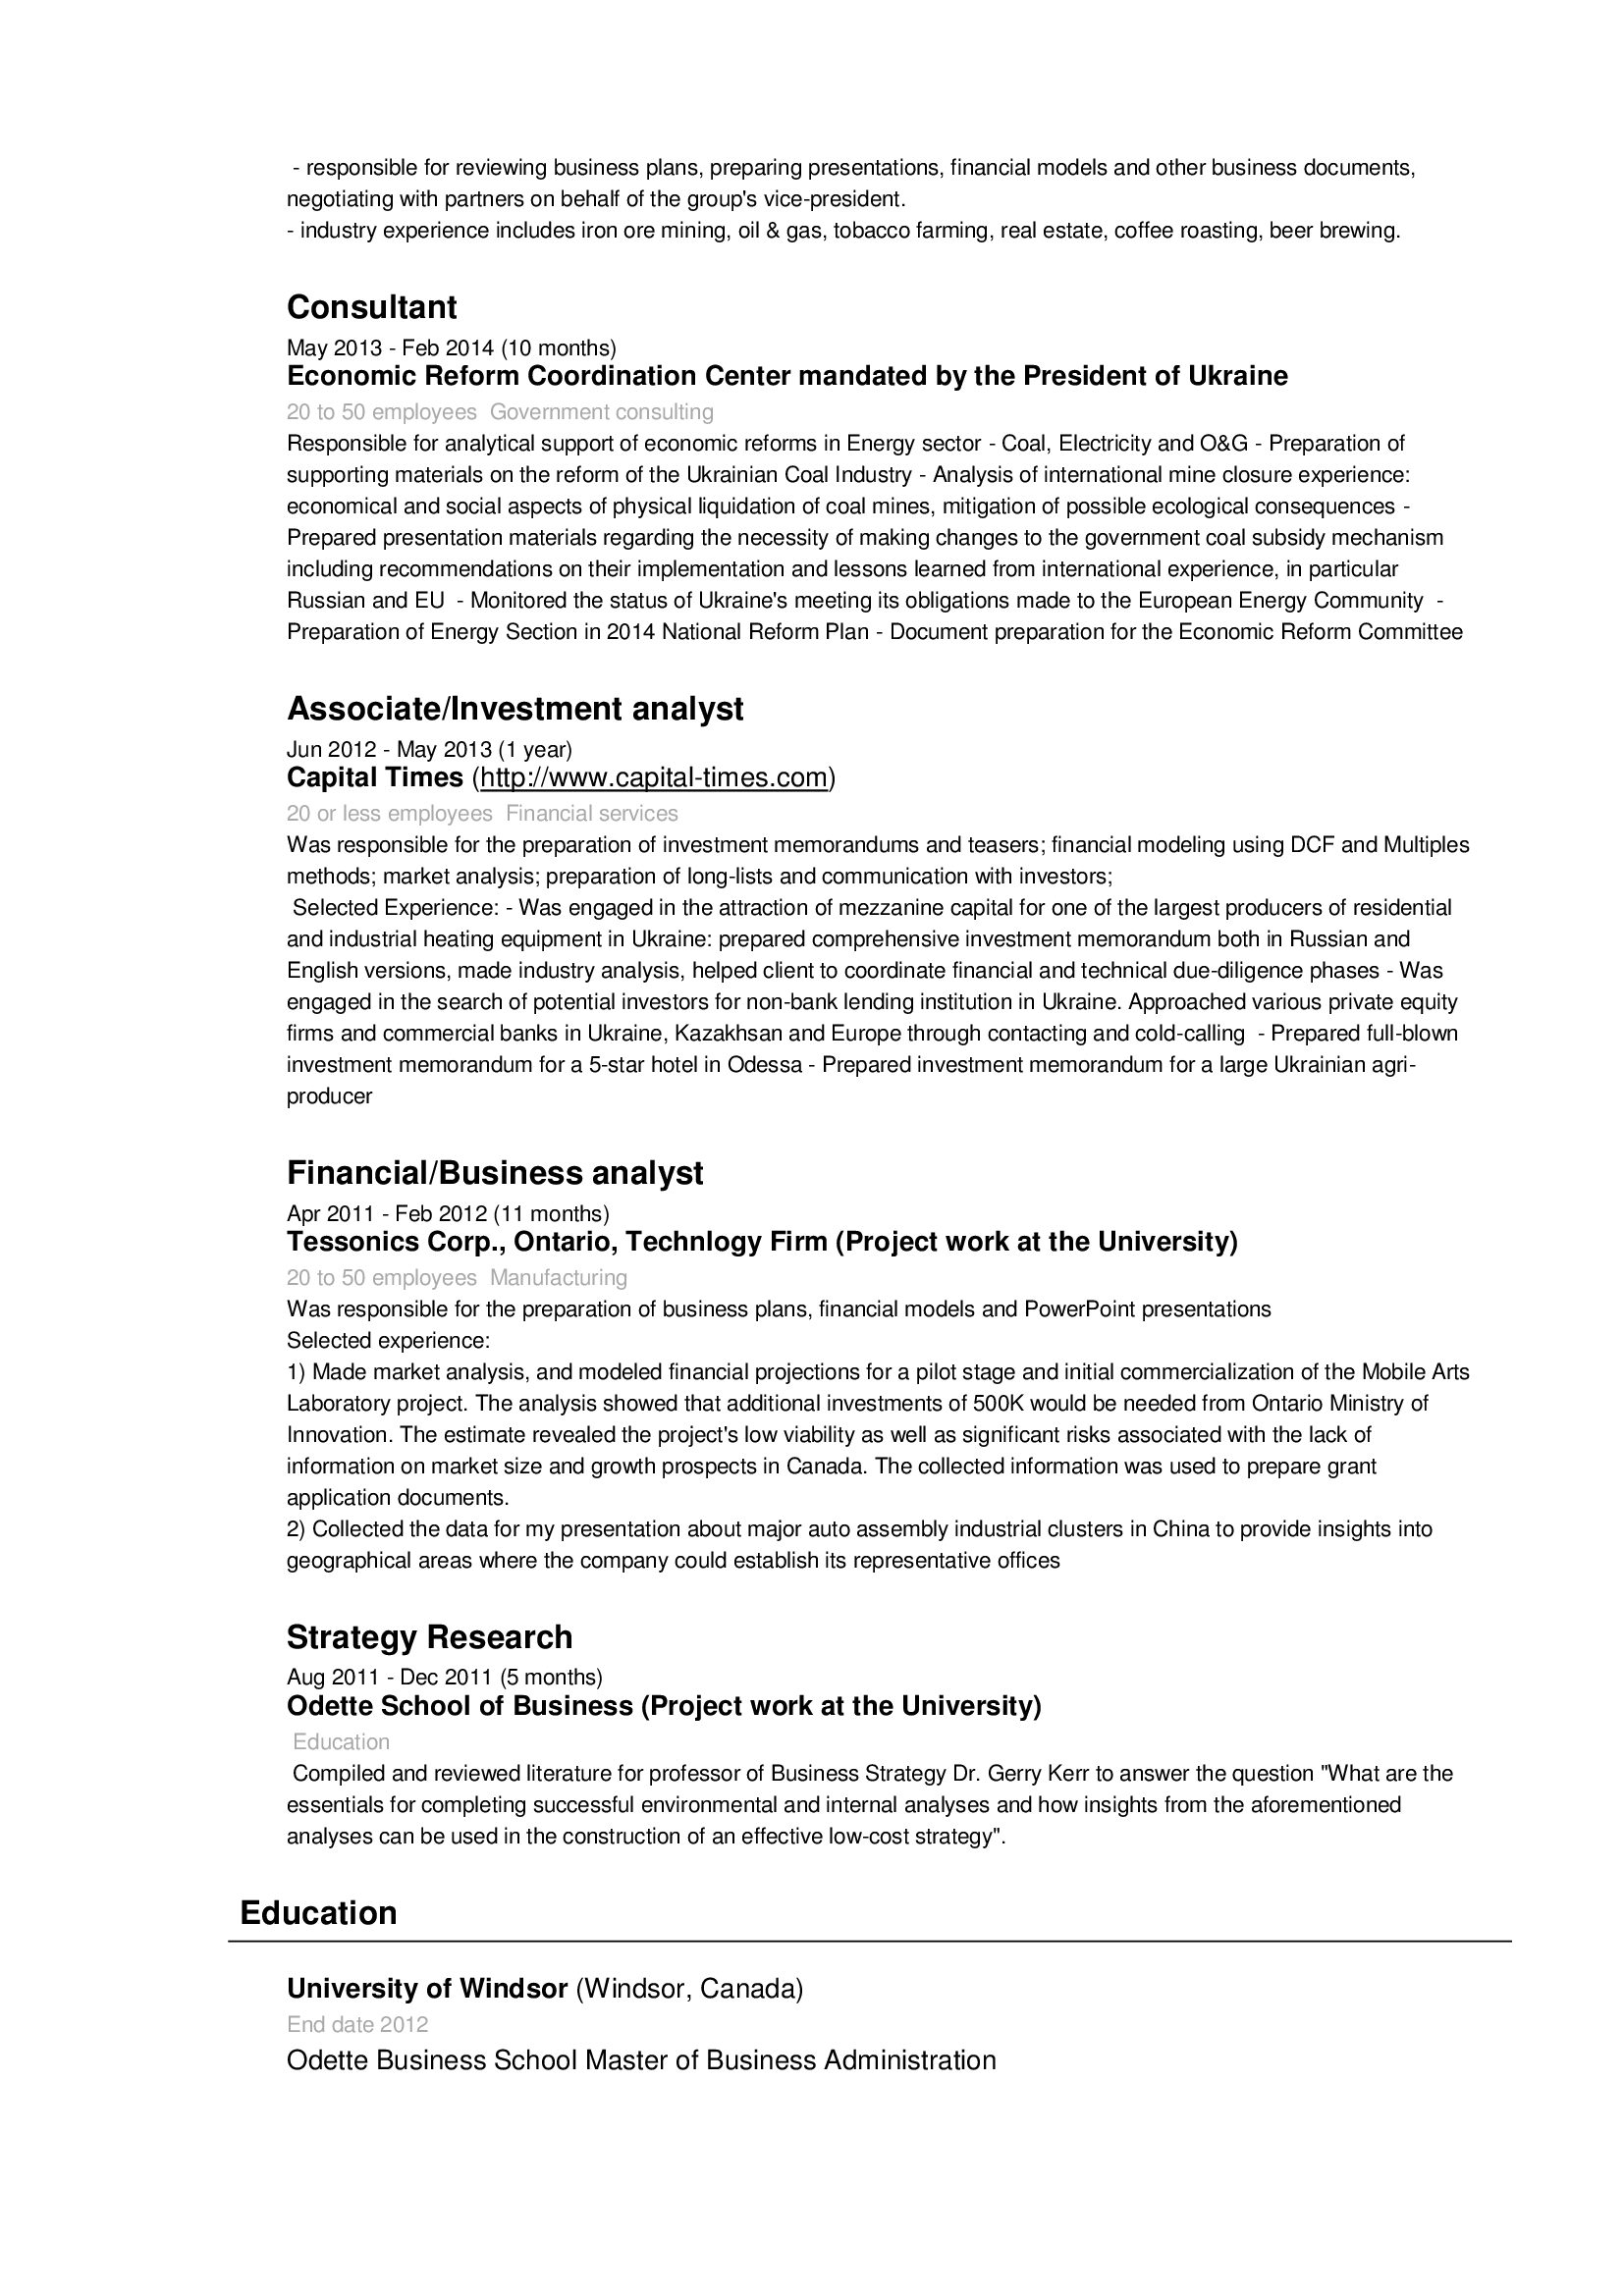 - responsible for reviewing business plans, preparing presentations, financial models and other business documents,
negotiating with partners on behalf of the group's vice-president.
- industry experience includes iron ore mining, oil & gas, tobacco farming, real estate, coffee roasting, beer brewing.
Consultant
May 2013 - Feb 2014 (10 months)
Economic Reform Coordination Center mandated by the President of Ukraine
20 to 50 employees  Government consulting
Responsible for analytical support of economic reforms in Energy sector - Coal, Electricity and O&G - Preparation of
supporting materials on the reform of the Ukrainian Coal Industry - Analysis of international mine closure experience:
economical and social aspects of physical liquidation of coal mines, mitigation of possible ecological consequences -
Prepared presentation materials regarding the necessity of making changes to the government coal subsidy mechanism
including recommendations on their implementation and lessons learned from international experience, in particular
Russian and EU  - Monitored the status of Ukraine's meeting its obligations made to the European Energy Community  -
Preparation of Energy Section in 2014 National Reform Plan - Document preparation for the Economic Reform Committee
Associate/Investment analyst
Jun 2012 - May 2013 (1 year)
Capital Times (http://www.capital-times.com)
20 or less employees  Financial services
Was responsible for the preparation of investment memorandums and teasers; financial modeling using DCF and Multiples
methods; market analysis; preparation of long-lists and communication with investors;
Selected Experience: - Was engaged in the attraction of mezzanine capital for one of the largest producers of residential
and industrial heating equipment in Ukraine: prepared comprehensive investment memorandum both in Russian and
English versions, made industry analysis, helped client to coordinate financial and technical due-diligence phases - Was
engaged in the search of potential investors for non-bank lending institution in Ukraine. Approached various private equity
firms and commercial banks in Ukraine, Kazakhsan and Europe through contacting and cold-calling  - Prepared full-blown
investment memorandum for a 5-star hotel in Odessa - Prepared investment memorandum for a large Ukrainian agri-
producer
Financial/Business analyst
Apr 2011 - Feb 2012 (11 months)
Tessonics Corp., Ontario, Technlogy Firm (Project work at the University)
20 to 50 employees  Manufacturing
Was responsible for the preparation of business plans, financial models and PowerPoint presentations
Selected experience:
1) Made market analysis, and modeled financial projections for a pilot stage and initial commercialization of the Mobile Arts
Laboratory project. The analysis showed that additional investments of 500K would be needed from Ontario Ministry of
Innovation. The estimate revealed the project's low viability as well as significant risks associated with the lack of
information on market size and growth prospects in Canada. The collected information was used to prepare grant
application documents.
2) Collected the data for my presentation about major auto assembly industrial clusters in China to provide insights into
geographical areas where the company could establish its representative offices
Strategy Research
Aug 2011 - Dec 2011 (5 months)
Odette School of Business (Project work at the University)
Education
Compiled and reviewed literature for professor of Business Strategy Dr. Gerry Kerr to answer the question "What are the
essentials for completing successful environmental and internal analyses and how insights from the aforementioned
analyses can be used in the construction of an effective low-cost strategy".
Education
University of Windsor (Windsor, Canada)
End date 2012
Odette Business School Master of Business Administration